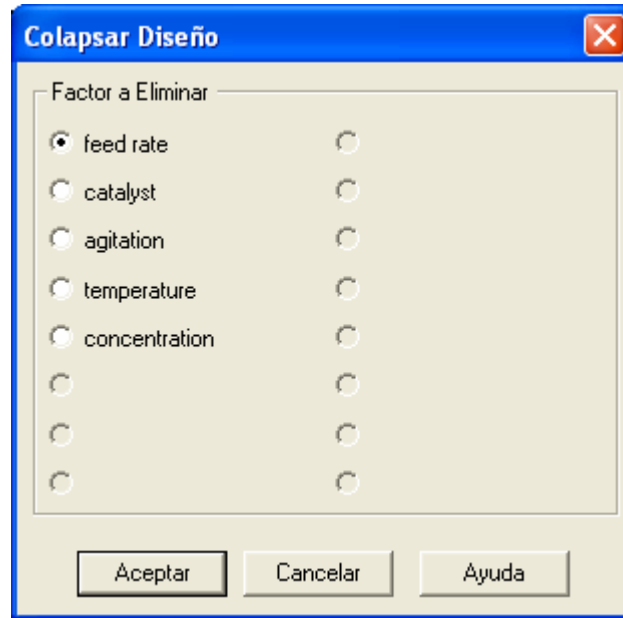 Colapsar Diseño
Factor a Eliminar
feed rate
catalyst
agitation
temperature
concentration
Aceptar Cancelar Ayuda